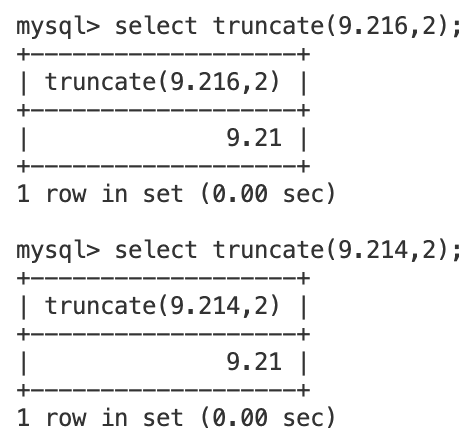 mysql> select truncate(9.216,2);
+-------------------+
| truncate(9.216,2) |
+-------------------+
|              9.21 |
+-------------------+
1 row in set (0.00 sec)

mysql> select truncate(9.214,2);
+-------------------+
| truncate(9.214,2) |
+-------------------+
|              9.21 |
+-------------------+
1 row in set (0.00 sec)